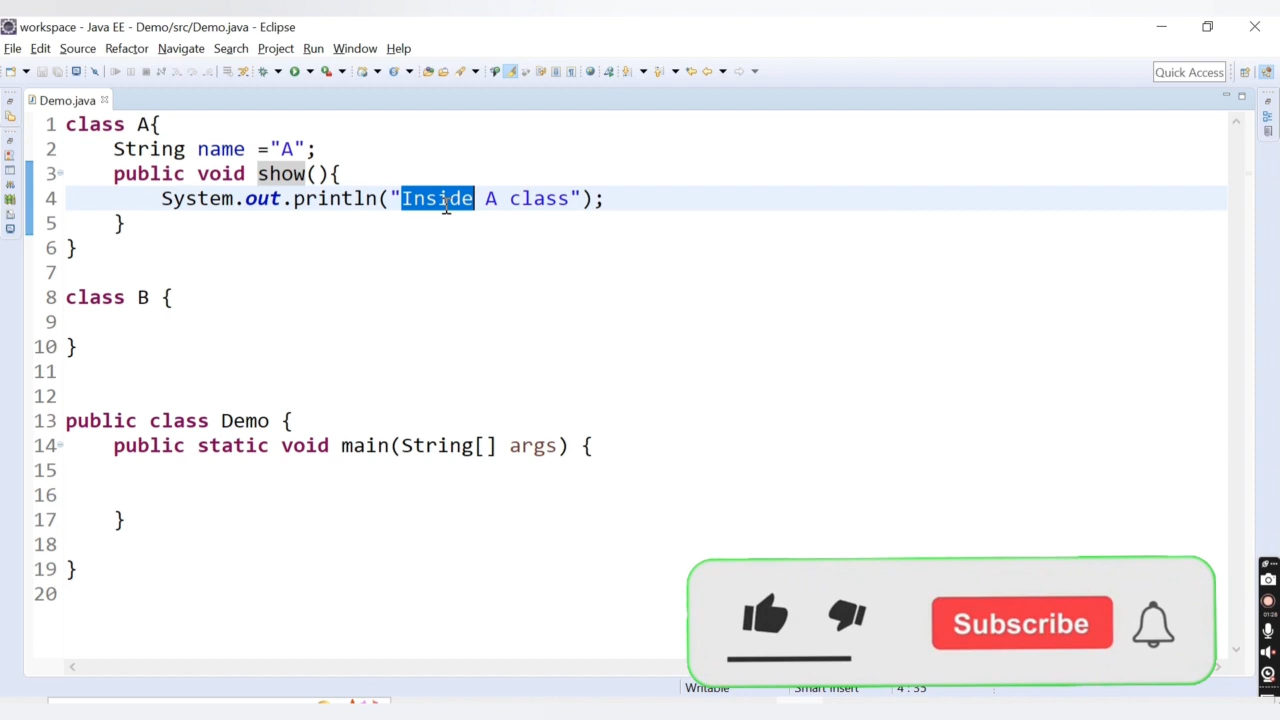 workspace - Java EE - Demo/src/Demo.java - Eclipse
File Edit Source Refactor Navigate Search Project Run Window Help
Quick Access
Demo.java
1 class A{
2 String name ="A";
3 public void show(){
4 System.out.println("Inside A class");
5 }
6 }
7
8 class B {
9
10 }
11
12
13 public class Demo {
14 public static void main(String[] args) {
15
16
17 }
18
19 }
20
Subscribe
01:28
Writable Smart Insert 4 : 35